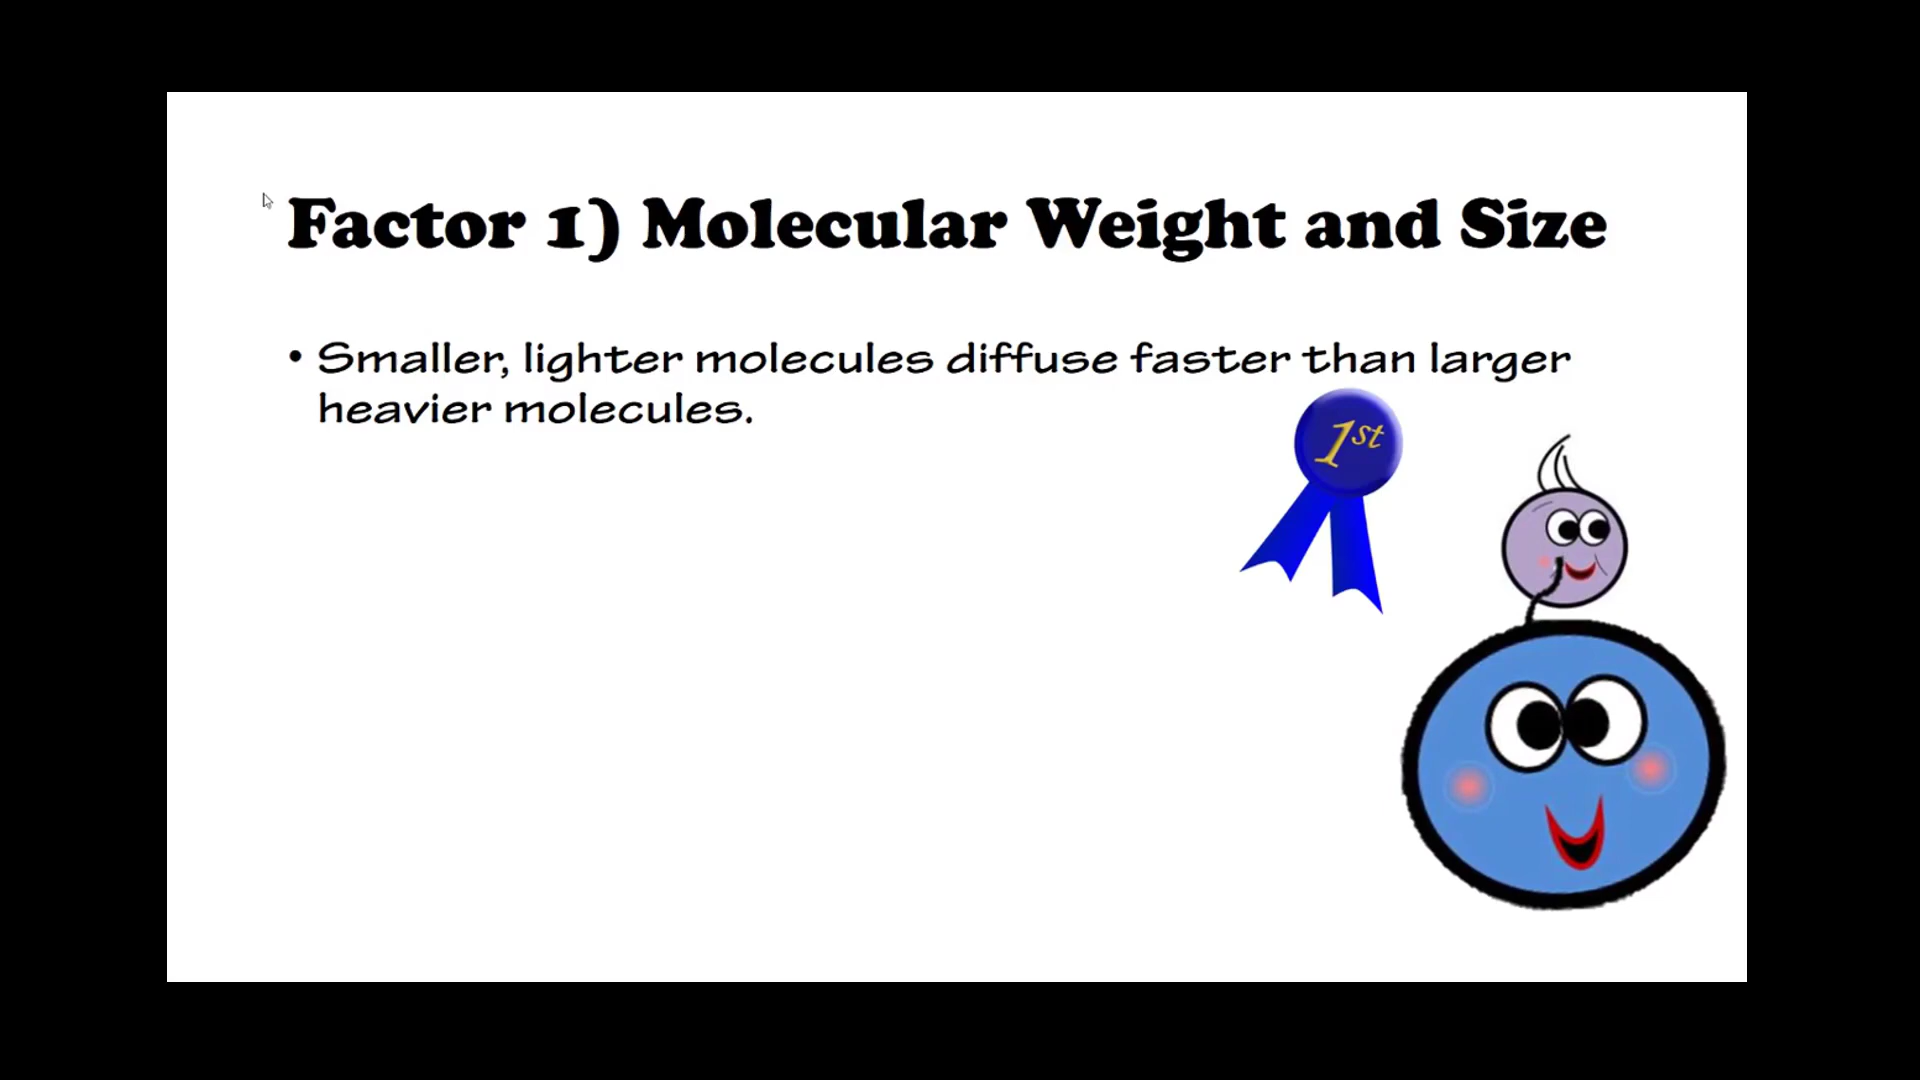 Factor 1) Molecular Weight and Size
• Smaller, lighter molecules diffuse faster than larger
heavier molecules.
1st